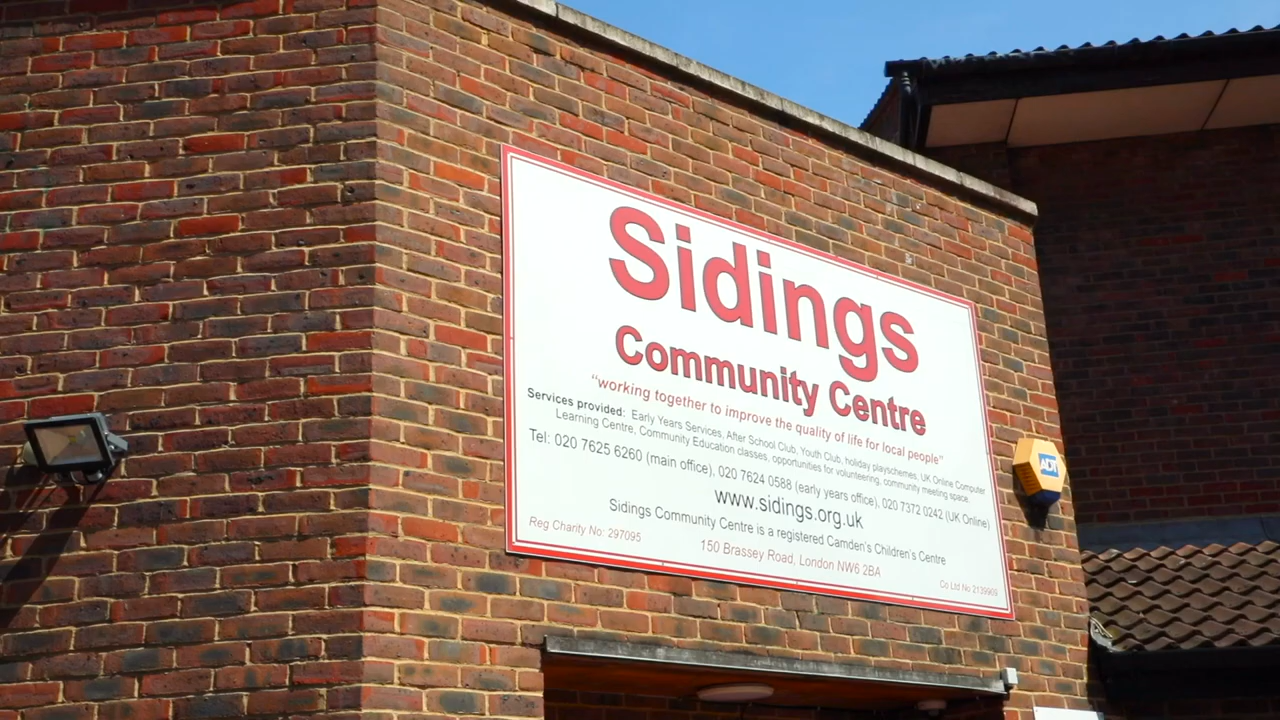 Sidings
Community Centre
“working together to improve the quality of life for local people”
Services provided: Early Years Services, After School Club, Youth Club, holiday playschemes, UK Online Computer
Learning Centre, Community Education classes, opportunities for volunteering, community meeting space.
Tel: 020 7625 6260 (main office), 020 7624 0588 (early years office), 020 7372 0242 (UK Online)
www.sidings.org.uk
Sidings Community Centre is a registered Camden's Children's Centre
Reg Charity No: 297095
150 Brassey Road, London NW6 2BA
Co Ltd No 2139909
ADT